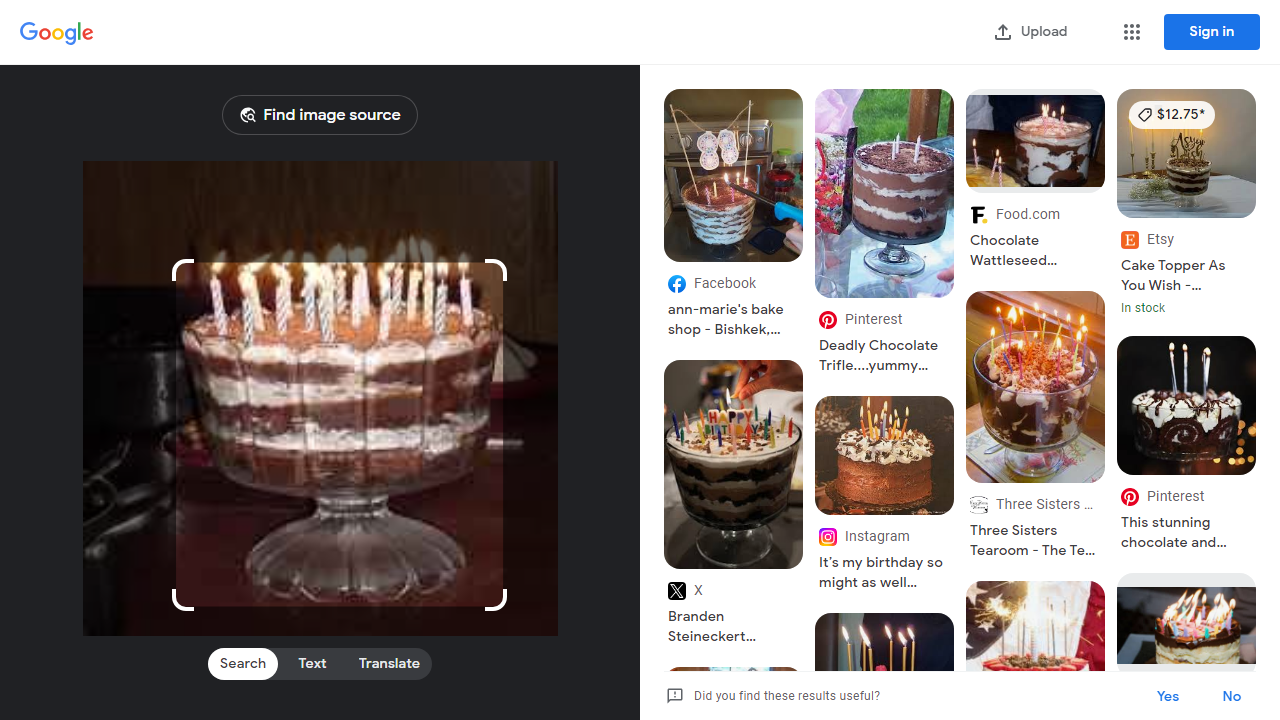 Google
Upload
Sign in
Find image source
Search
Text
Translate
Facebook
ann-marie's bake
shop - Bishkek,...
HAPPY
X
Branden
Steineckert...
Pinterest
Deadly Chocolate
Trifle....yummy...
Instagram
It's my birthday so
might as well...
Food.com
Chocolate
Wattleseed...
Three Sisters ...
Three Sisters
Tearoom - The Te...
$12.75*
Etsy
Cake Topper As
You Wish -...
In stock
Pinterest
This stunning
chocolate and...
Did you find these results useful?
Yes
No